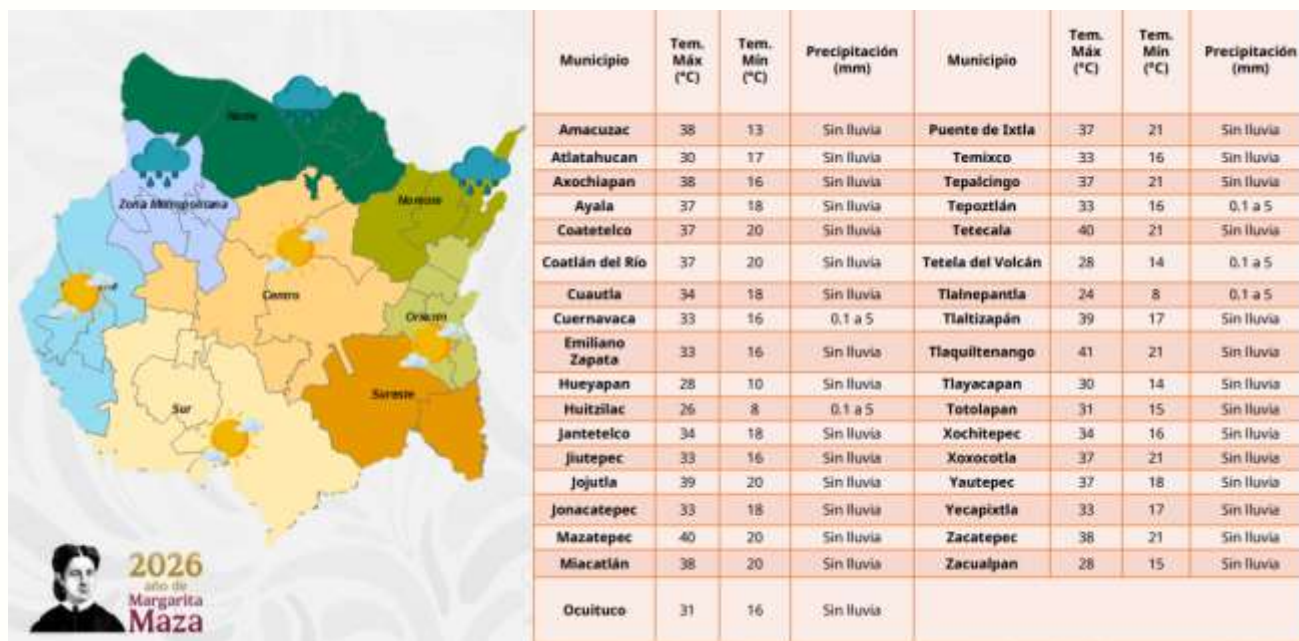 Norte
Noreste
Zona Metropolitana
Centro
Oriente
Sureste
Sur
2026
año de
Margarita
Maza
Municipio Tem. Máx (°C) Tem. Mín (°C) Precipitación (mm) Municipio Tem. Máx (°C) Tem. Mín (°C) Precipitación (mm)
Amacuzac 38 13 Sin lluvia Puente de Ixtla 37 21 Sin lluvia
Atlatahucan 30 17 Sin lluvia Temixco 33 16 Sin lluvia
Axochiapan 38 16 Sin lluvia Tepalcingo 37 21 Sin lluvia
Ayala 37 18 Sin lluvia Tepoztlán 33 16 0.1 a 5
Coatetelco 37 20 Sin lluvia Tetecala 40 21 Sin lluvia
Coatlán del Río 37 20 Sin lluvia Tetela del Volcán 28 14 0.1 a 5
Cuautla 34 18 Sin lluvia Tlalnepantla 24 8 0.1 a 5
Cuernavaca 33 16 0.1 a 5 Tlaltizapán 39 17 Sin lluvia
Emiliano Zapata 33 16 Sin lluvia Tlaquiltenango 41 21 Sin lluvia
Hueyapan 28 10 Sin lluvia Tlayacapan 30 14 Sin lluvia
Huitzilac 26 8 0.1 a 5 Totolapan 31 15 Sin lluvia
Jantetelco 34 18 Sin lluvia Xochitepec 34 16 Sin lluvia
Jiutepec 33 16 Sin lluvia Xoxocotla 37 21 Sin lluvia
Jojutla 39 20 Sin lluvia Yautepec 37 18 Sin lluvia
Jonacatepec 33 18 Sin lluvia Yecapixtla 33 17 Sin lluvia
Mazatepec 40 20 Sin lluvia Zacatepec 38 21 Sin lluvia
Miacatlán 38 20 Sin lluvia Zacualpan 28 15 Sin lluvia
Ocuituco 31 16 Sin lluvia